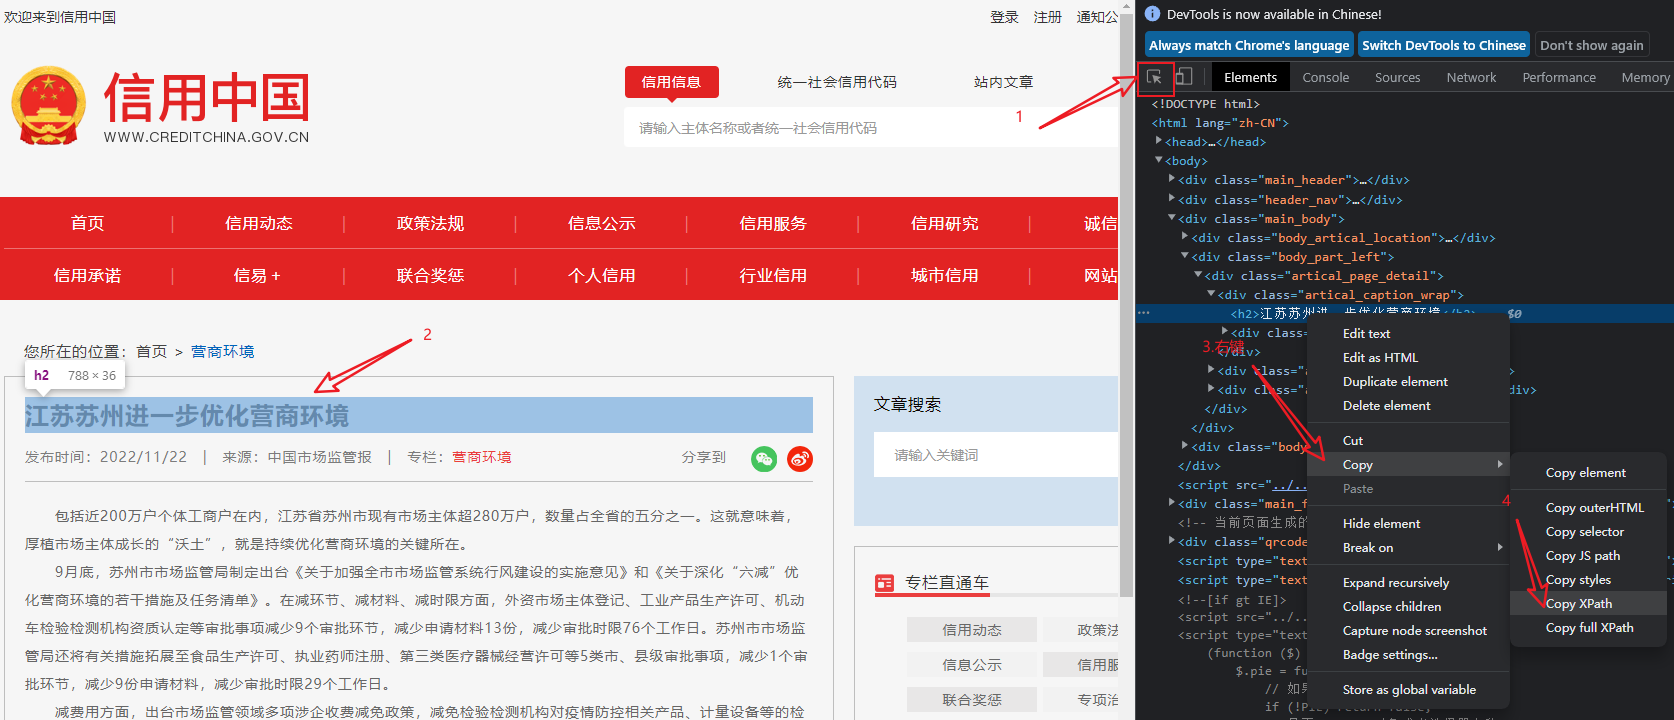 欢迎来到信用中国
登录 注册 通知公
信用中国
WWW.CREDITCHINA.GOV.CN
信用信息 统一社会信用代码 站内文章
请输入主体名称或者统一社会信用代码
1
首页 | 信用动态 | 政策法规 | 信息公示 | 信用服务 | 信用研究 | 诚信
信用承诺 | 信易+ | 联合奖惩 | 个人信用 | 行业信用 | 城市信用 | 网站
2
您所在的位置：首页 > 营商环境
h2 788 × 36
江苏苏州进一步优化营商环境
发布时间：2022/11/22 | 来源：中国市场监管报 | 专栏：营商环境 分享到
包括近200万户个体工商户在内，江苏省苏州市现有市场主体超280万户，数量占全省的五分之一。这就意味着，
厚植市场主体成长的“沃土”，就是持续优化营商环境的关键所在。
9月底，苏州市市场监管局制定出台《关于加强全市市场监管系统行风建设的实施意见》和《关于深化“六减”优
化营商环境的若干措施及任务清单》。在减环节、减材料、减时限方面，外资市场主体登记、工业产品生产许可、机动
车检验检测机构资质认定等审批事项减少9个审批环节，减少申请材料13份，减少审批时限76个工作日。苏州市市场监
管局还将有关措施拓展至食品生产许可、执业药师注册、第三类医疗器械经营许可等5类市、县级审批事项，减少1个审
批环节，减少9份申请材料，减少审批时限29个工作日。
减费用方面，出台市场监管领域多项涉企收费减免政策，减免检验检测机构对疫情防控相关产品、计量设备等的检
文章搜索
请输入关键词
专栏直通车
信用动态 政策法
信息公示 信用服
联合奖惩 专项治
DevTools is now available in Chinese!
Always match Chrome's language Switch DevTools to Chinese Don't show again
Elements Console Sources Network Performance Memory
<!DOCTYPE html>
<html lang="zh-CN">
<head>…</head>
<body>
<div class="main_header">…</div>
<div class="header_nav">…</div>
<div class="main_body">
<div class="body_artical_location">…</div>
<div class="body_part_left">
<div class="artical_page_detail">
<div class="artical_caption_wrap">
<h2>江苏苏州进一步优化营商环境</h2> $0
<div clas
</div>
<div class="a
<div class="a div>
</div>
</div>
<div class="body
</div>
<script src="../..
<div class="main_f
<!-- 当前页面生成的
<div class="qrcode
<script type="text
<script type="text
<!--[if gt IE]>
<script src="../..
<script type="text
(function ($)
$.pie = fu
// 如果
if (!Pie) return false;
3.右键
Edit text
Edit as HTML
Duplicate element
Delete element
Cut
Copy
Paste
Hide element
Break on
Expand recursively
Collapse children
Capture node screenshot
Badge settings...
Store as global variable
4
Copy element
Copy outerHTML
Copy selector
Copy JS path
Copy styles
Copy XPath
Copy full XPath